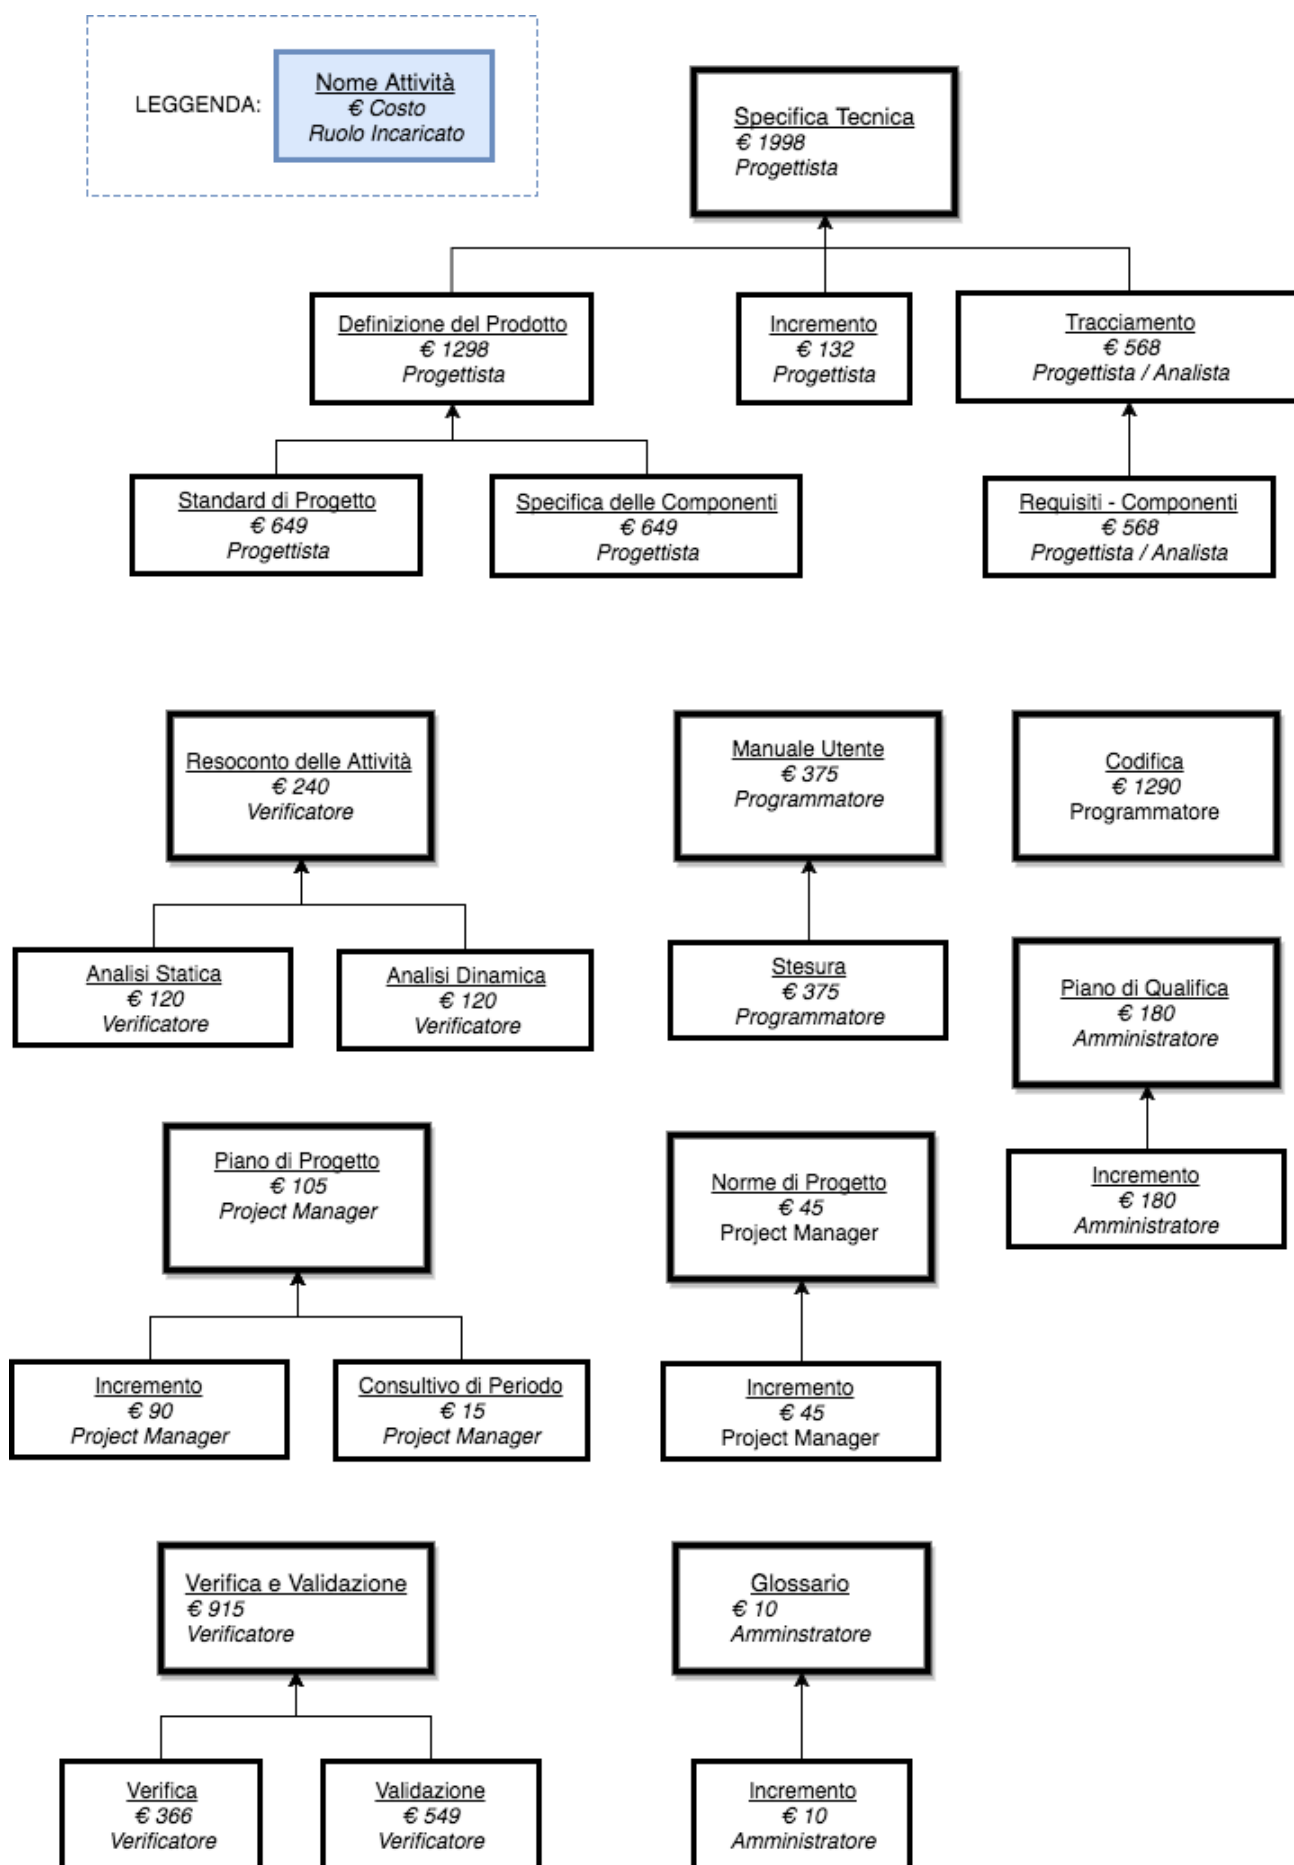 LEGGENDA:
Nome Attività
€ Costo
Ruolo Incaricato
Specifica Tecnica
€ 1998
Progettista
Definizione del Prodotto
€ 1298
Progettista
Incremento
€ 132
Progettista
Tracciamento
€ 568
Progettista / Analista
Standard di Progetto
€ 649
Progettista
Specifica delle Componenti
€ 649
Progettista
Requisiti - Componenti
€ 568
Progettista / Analista
Resoconto delle Attività
€ 240
Verificatore
Manuale Utente
€ 375
Programmatore
Codifica
€ 1290
Programmatore
Analisi Statica
€ 120
Verificatore
Analisi Dinamica
€ 120
Verificatore
Stesura
€ 375
Programmatore
Piano di Qualifica
€ 180
Amministratore
Piano di Progetto
€ 105
Project Manager
Norme di Progetto
€ 45
Project Manager
Incremento
€ 180
Amministratore
Incremento
€ 90
Project Manager
Consultivo di Periodo
€ 15
Project Manager
Incremento
€ 45
Project Manager
Verifica e Validazione
€ 915
Verificatore
Glossario
€ 10
Amminstratore
Verifica
€ 366
Verificatore
Validazione
€ 549
Verificatore
Incremento
€ 10
Amministratore